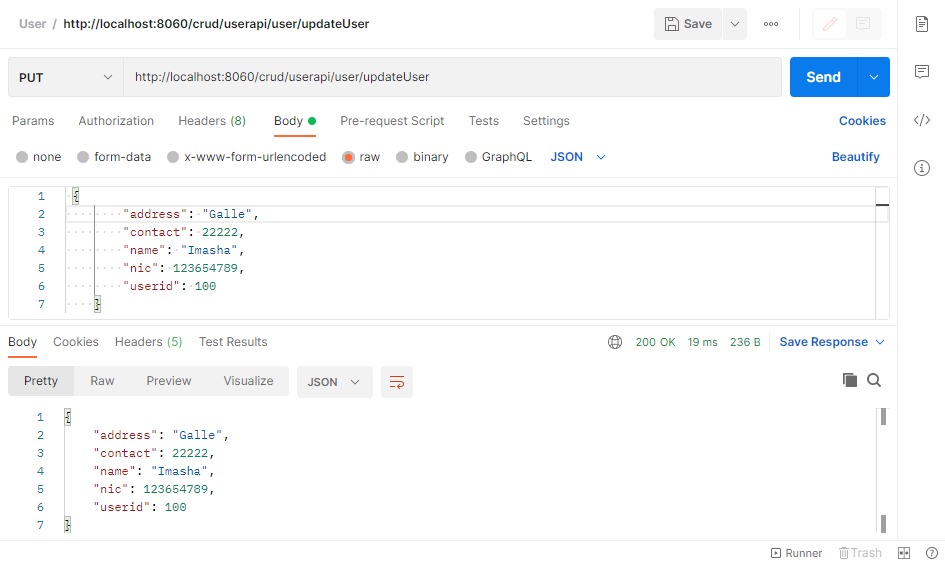 User / http://localhost:8060/crud/userapi/user/updateUser Save
PUT http://localhost:8060/crud/userapi/user/updateUser Send
Params Authorization Headers (8) Body Pre-request Script Tests Settings Cookies
none form-data x-www-form-urlencoded raw binary GraphQL JSON Beautify
1 {
2 "address": "Galle",
3 "contact": 22222,
4 "name": "Imasha",
5 "nic": 123654789,
6 "userid": 100
7 }
Body Cookies Headers (5) Test Results 200 OK 19 ms 236 B Save Response
Pretty Raw Preview Visualize JSON
1 {
2 "address": "Galle",
3 "contact": 22222,
4 "name": "Imasha",
5 "nic": 123654789,
6 "userid": 100
7 }
Runner Trash